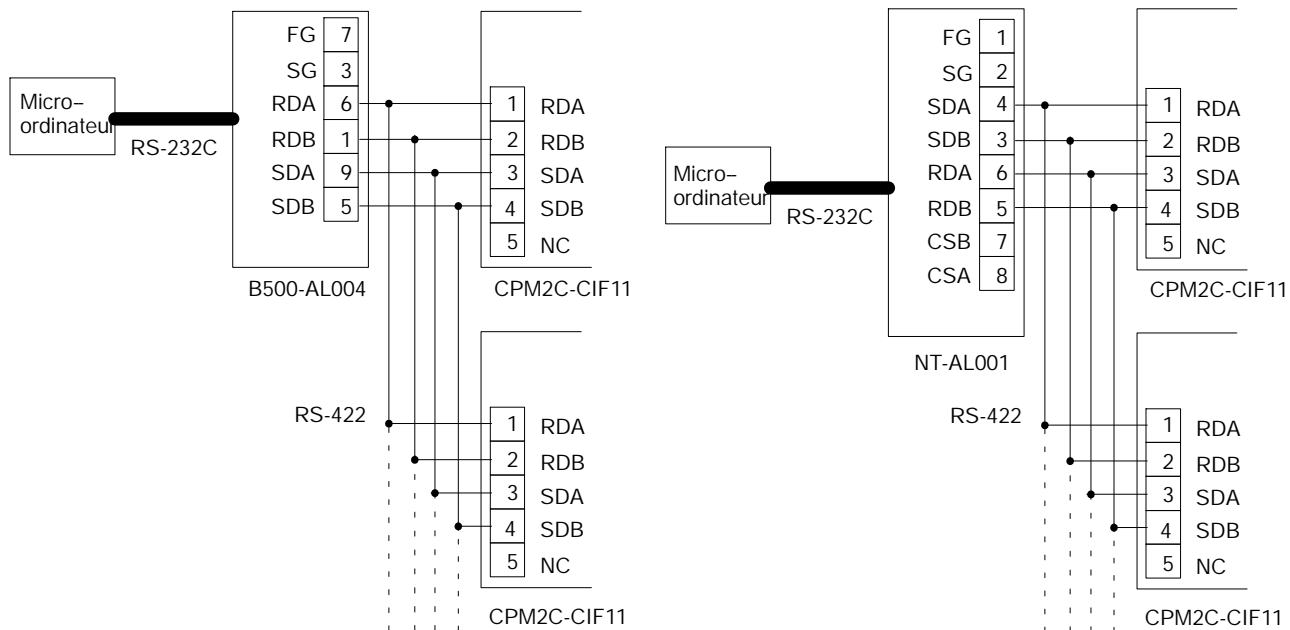 FG 7
SG 3
RDA 6
RDB 1
SDA 9
SDB 5
Micro–
ordinateur
RS-232C
B500-AL004
1 RDA
2 RDB
3 SDA
4 SDB
5 NC
CPM2C-CIF11
RS-422
1 RDA
2 RDB
3 SDA
4 SDB
5 NC
CPM2C-CIF11
FG 1
SG 2
SDA 4
SDB 3
RDA 6
RDB 5
CSB 7
CSA 8
Micro–
ordinateur
RS-232C
NT-AL001
1 RDA
2 RDB
3 SDA
4 SDB
5 NC
CPM2C-CIF11
RS-422
1 RDA
2 RDB
3 SDA
4 SDB
5 NC
CPM2C-CIF11